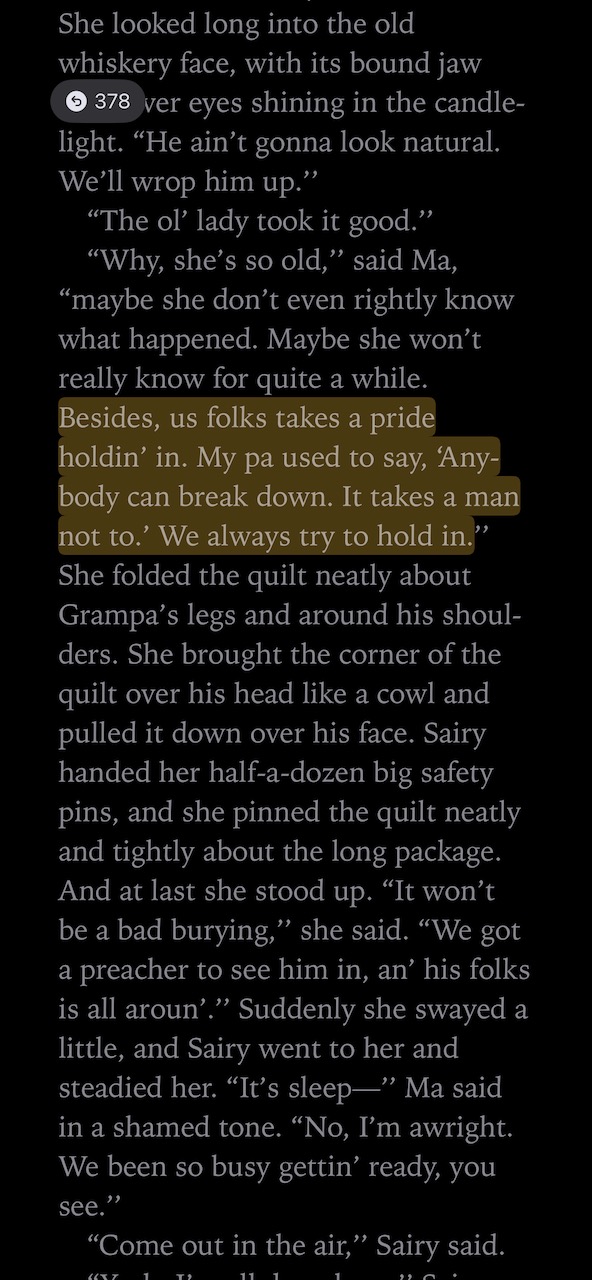 She looked long into the old
whiskery face, with its bound jaw
378 ver eyes shining in the candle-
light. “He ain’t gonna look natural.
We’ll wrop him up.’’
“The ol’ lady took it good.’’
“Why, she’s so old,’’ said Ma,
“maybe she don’t even rightly know
what happened. Maybe she won’t
really know for quite a while.
Besides, us folks takes a pride
holdin’ in. My pa used to say, ‘Any-
body can break down. It takes a man
not to.’ We always try to hold in.’’
She folded the quilt neatly about
Grampa’s legs and around his shoul-
ders. She brought the corner of the
quilt over his head like a cowl and
pulled it down over his face. Sairy
handed her half-a-dozen big safety
pins, and she pinned the quilt neatly
and tightly about the long package.
And at last she stood up. “It won’t
be a bad burying,’’ she said. “We got
a preacher to see him in, an’ his folks
is all aroun’.’’ Suddenly she swayed a
little, and Sairy went to her and
steadied her. “It’s sleep—’’ Ma said
in a shamed tone. “No, I’m awright.
We been so busy gettin’ ready, you
see.’’
“Come out in the air,’’ Sairy said.